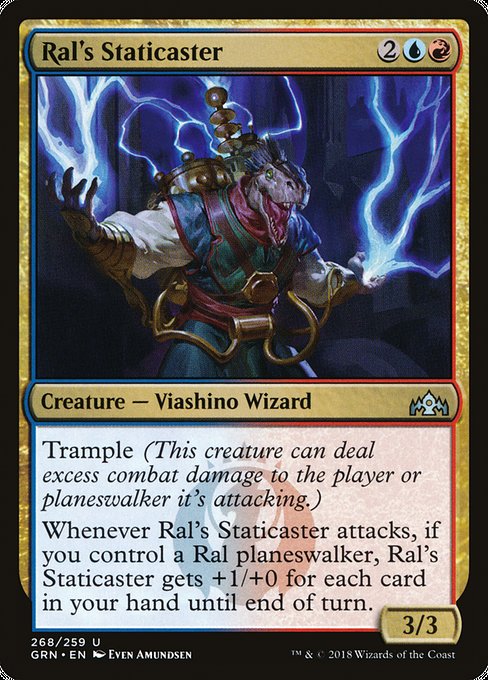 Ral's Staticaster 2
Creature — Viashino Wizard
Trample (This creature can deal
excess combat damage to the player or
planeswalker it's attacking.)
Whenever Ral's Staticaster attacks, if
you control a Ral planeswalker, Ral's
Staticaster gets +1/+0 for each card
in your hand until end of turn.
3/3
268/259 U
GRN • EN Even Amundsen
™ & © 2018 Wizards of the Coast